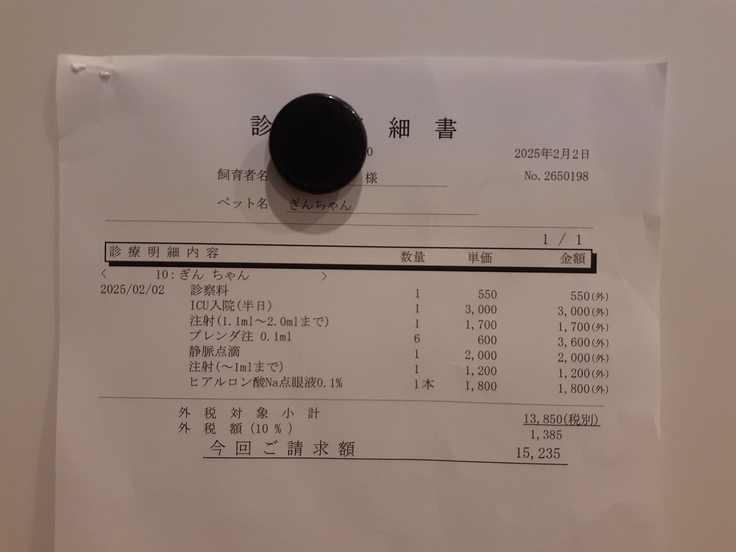 診 細 書
0 2025年2月2日
飼育者名 様 No.2650198
ペット名 ぎんちゃん
1 / 1
診 療 明 細 内 容 数量 単価 金額
< 10:ぎん ちゃん >
2025/02/02 診察料 1 550 550(外)
ICU入院(半日) 1 3,000 3,000(外)
注射(1.1ml～2.0mlまで) 1 1,700 1,700(外)
ブレンダ注 0.1ml 6 600 3,600(外)
静脈点滴 1 2,000 2,000(外)
注射(～1mlまで) 1 1,200 1,200(外)
ヒアルロン酸Na点眼液0.1% 1本 1,800 1,800(外)
外 税 対 象 小 計 13,850(税別)
外 税 額 (10 % ) 1,385
今 回 ご 請 求 額 15,235